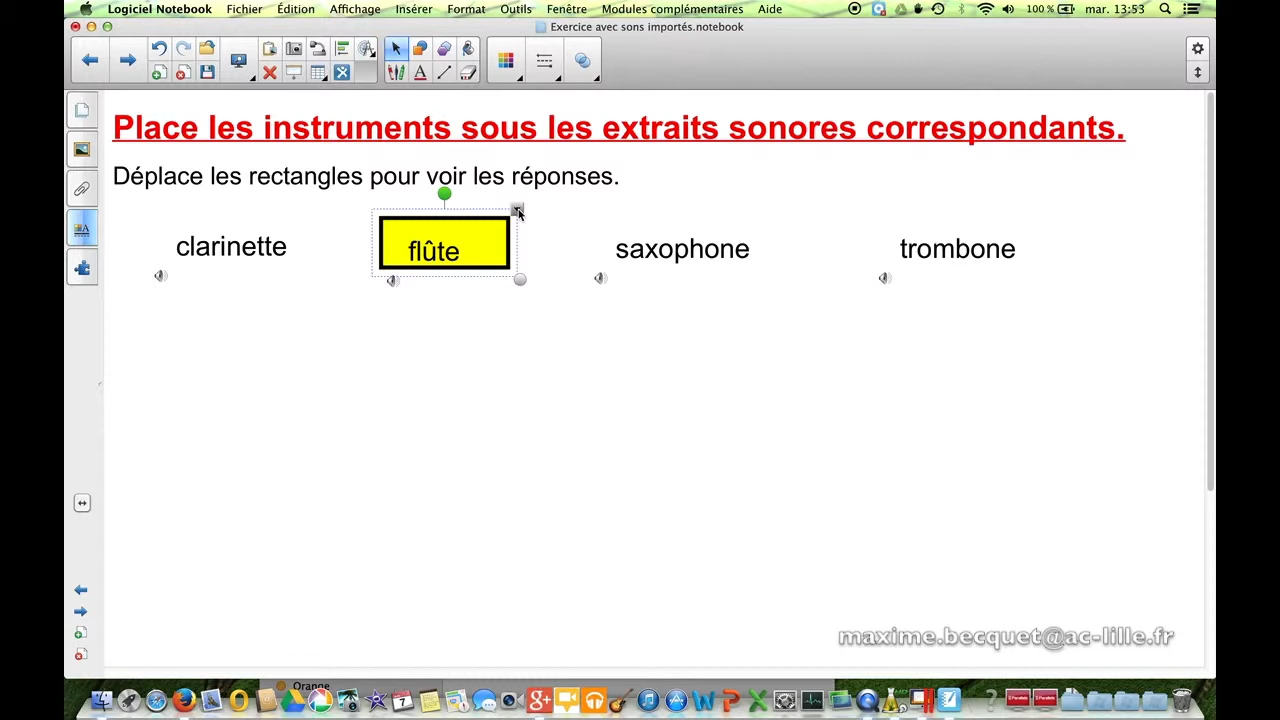 Logiciel Notebook Fichier Édition Affichage Insérer Format Outils Fenêtre Modules complémentaires Aide 100 % mar. 13:53
Exercice avec sons importés.notebook
Place les instruments sous les extraits sonores correspondants.
Déplace les rectangles pour voir les réponses.
clarinette flûte saxophone trombone
maxime.becquet@ac-lille.fr
Orange